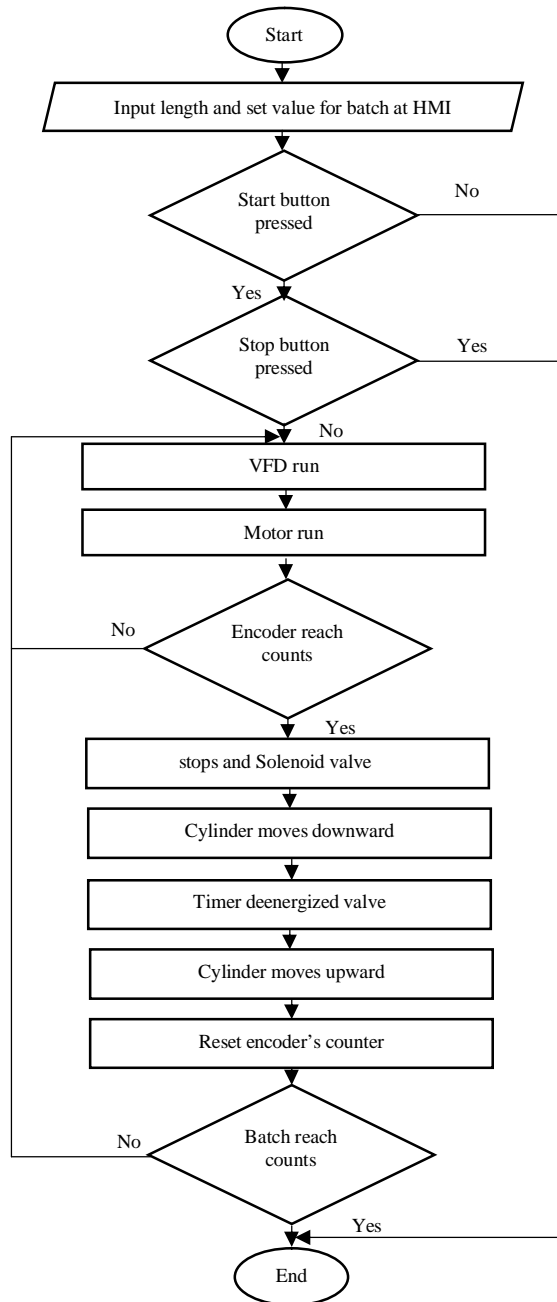 Start
Input length and set value for batch at HMI
Start button
pressed
No
Yes
Stop button
pressed
Yes
No
VFD run
Motor run
Encoder reach
counts
No
Yes
stops and Solenoid valve
Cylinder moves downward
Timer deenergized valve
Cylinder moves upward
Reset encoder’s counter
Batch reach
counts
No
Yes
End